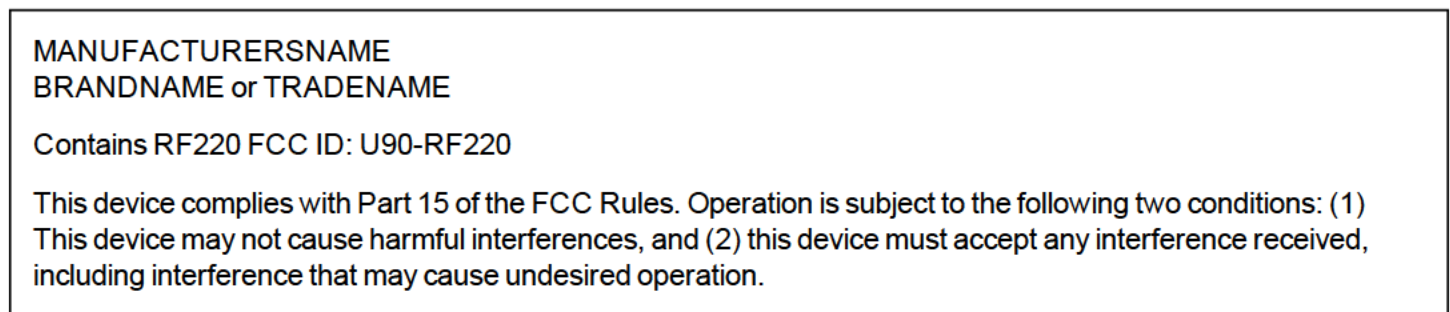 MANUFACTURERSNAME
BRANDNAME or TRADENAME
Contains RF220 FCC ID: U90-RF220
This device complies with Part 15 of the FCC Rules. Operation is subject to the following two conditions: (1)
This device may not cause harmful interferences, and (2) this device must accept any interference received,
including interference that may cause undesired operation.